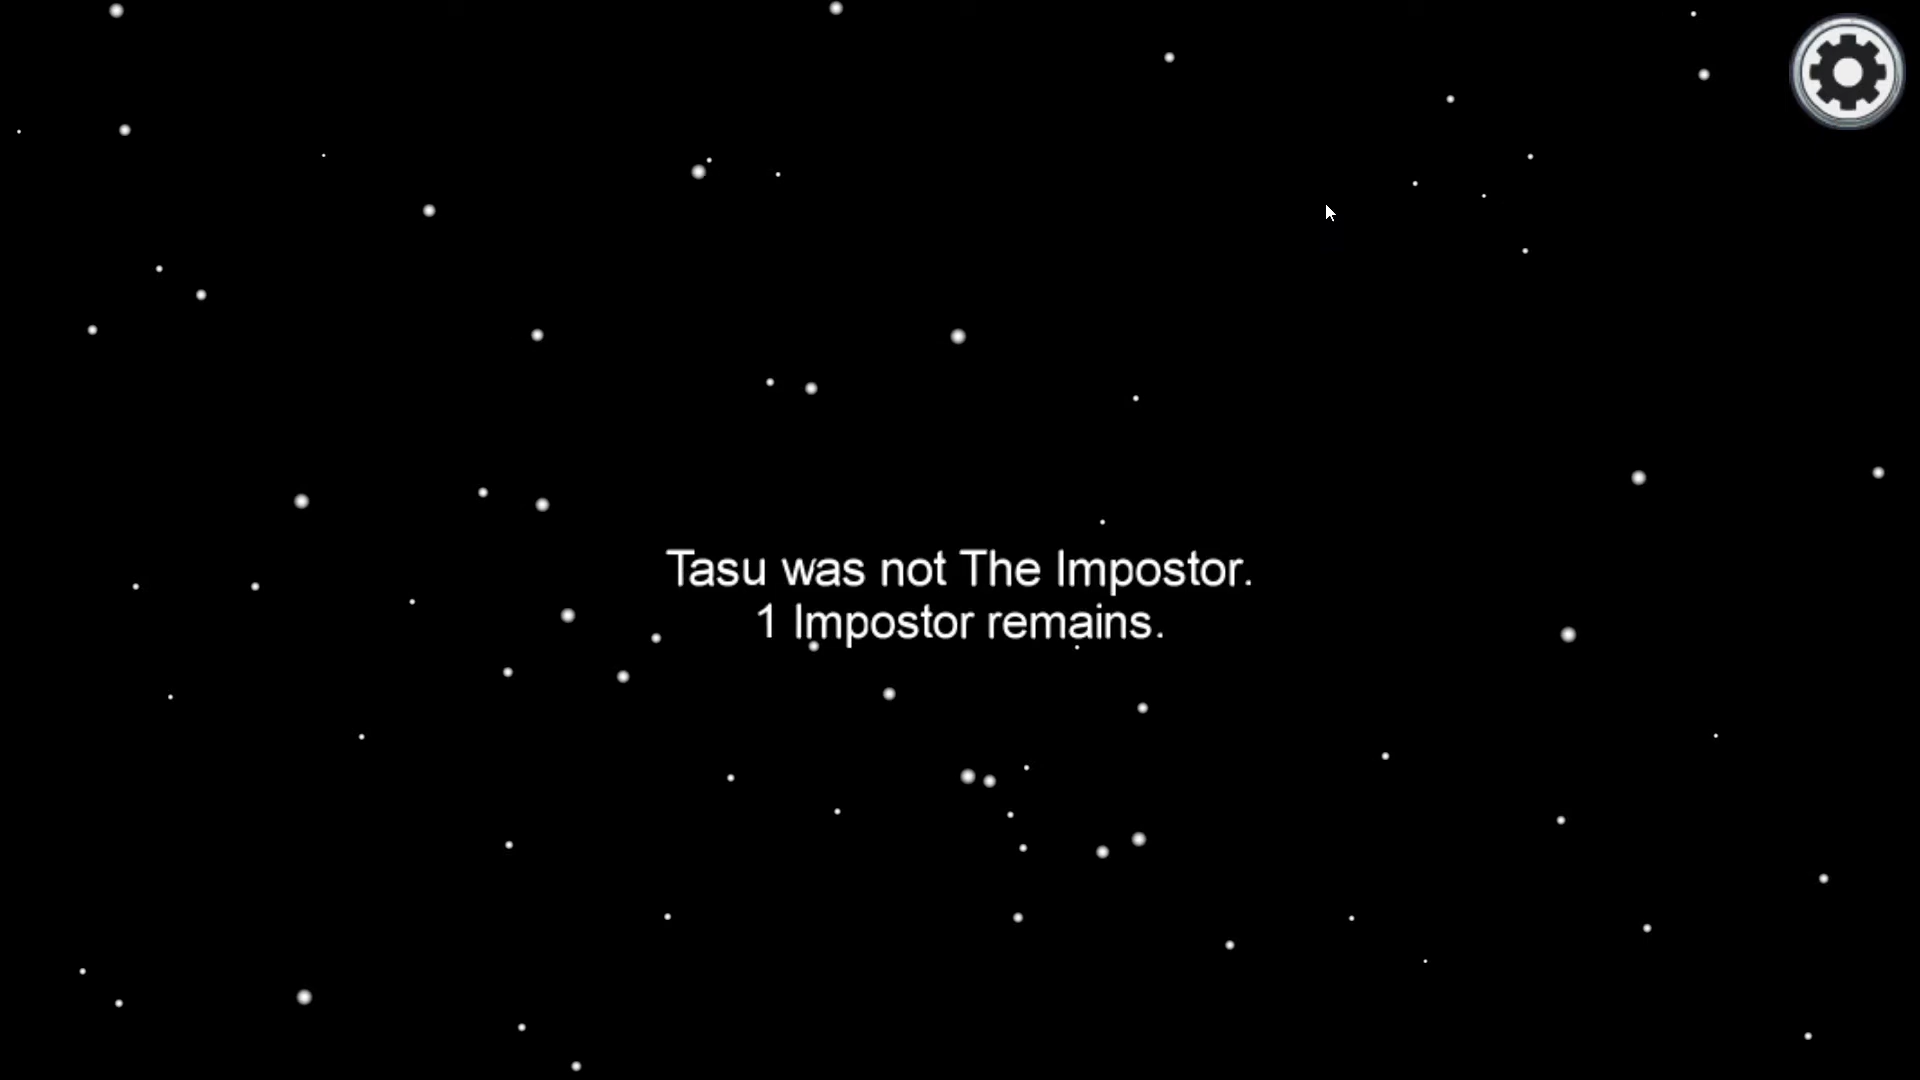 Tasu was not The Impostor.
1 Impostor remains.